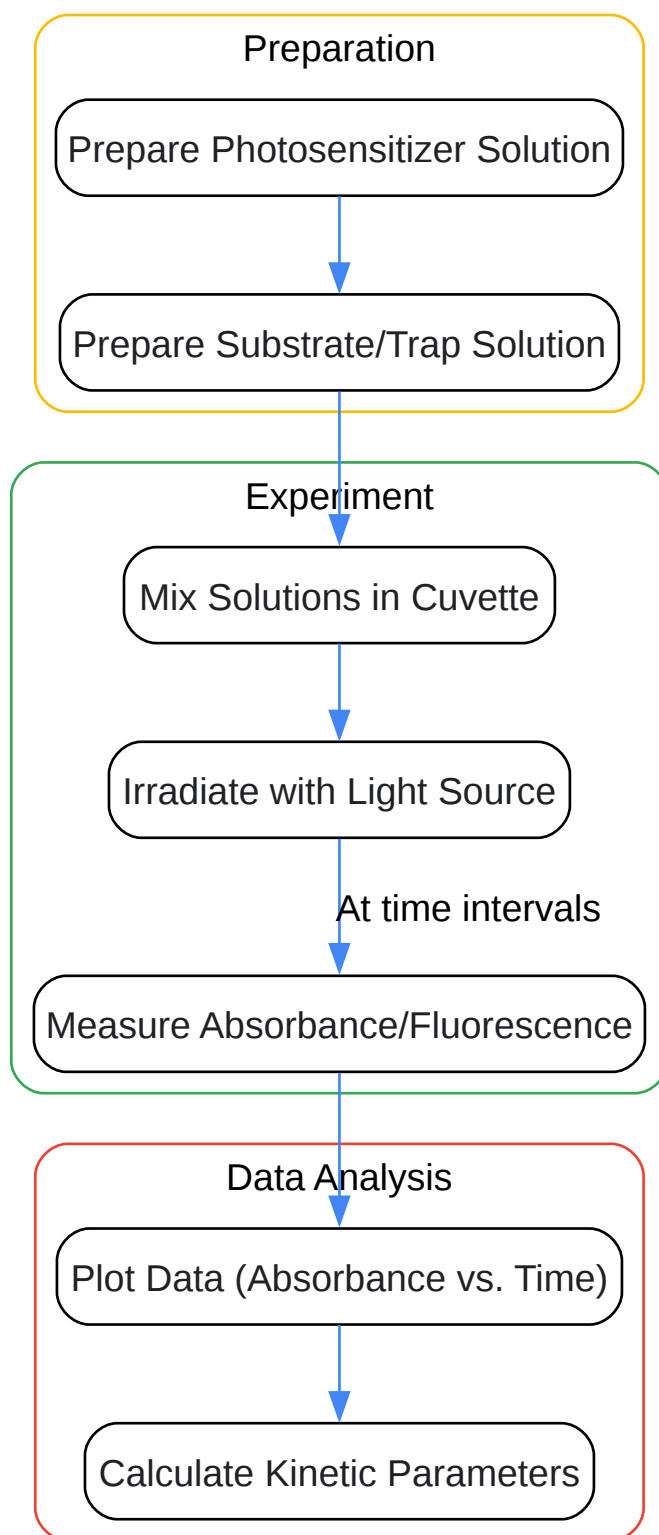 Preparation
Prepare Photosensitizer Solution
Prepare Substrate/Trap Solution
Experiment
Mix Solutions in Cuvette
Irradiate with Light Source
At time intervals
Measure Absorbance/Fluorescence
Data Analysis
Plot Data (Absorbance vs. Time)
Calculate Kinetic Parameters